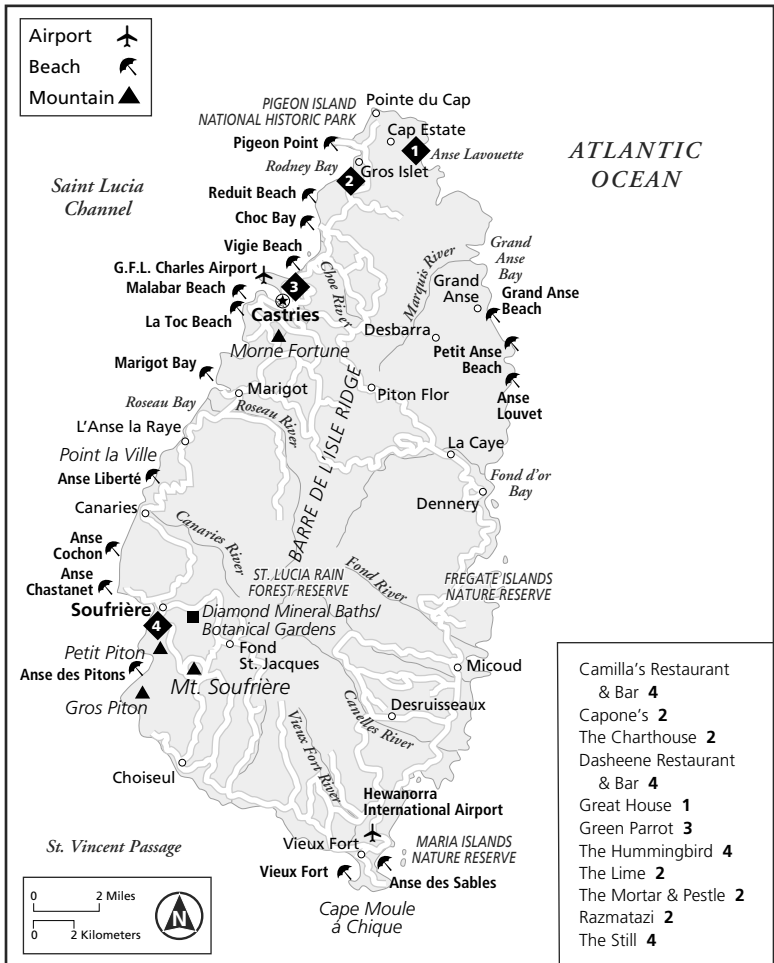 Airport
Beach
Mountain
PIGEON ISLAND
NATIONAL HISTORIC PARK
Pointe du Cap
Cap Estate
Pigeon Point
1
Anse Lavouette
ATLANTIC
OCEAN
Rodney Bay
Gros Islet
2
Saint Lucia
Channel
Reduit Beach
Choc Bay
Vigie Beach
G.F.L. Charles Airport
Malabar Beach
3
La Toc Beach
Castries
Choe River
Marquis River
Grand
Anse
Bay
Grand
Anse
Grand Anse
Beach
Desbarra
Petit Anse
Beach
Morne Fortune
Marigot Bay
Marigot
Piton Flor
Anse
Louvet
Roseau Bay
Roseau River
L'Anse la Raye
BARRE DE L'ISLE RIDGE
La Caye
Point la Ville
Anse Liberté
Fond d'or
Bay
Canaries
Dennery
Canaries River
Anse
Cochon
Anse
Chastanet
ST. LUCIA RAIN
FOREST RESERVE
Fond River
FREGATE ISLANDS
NATURE RESERVE
Soufrière
4
Diamond Mineral Baths/
Botanical Gardens
Petit Piton
Fond
St. Jacques
Anse des Pitons
Mt. Soufrière
Micoud
Gros Piton
Desruisseaux
Canelles River
Vieux Fort River
Choiseul
Hewanorra
International Airport
St. Vincent Passage
Vieux Fort
MARIA ISLANDS
NATURE RESERVE
Vieux Fort
Anse des Sables
Cape Moule
à Chique
0 2 Miles
0 2 Kilometers
N
Camilla's Restaurant
& Bar 4
Capone's 2
The Charthouse 2
Dasheene Restaurant
& Bar 4
Great House 1
Green Parrot 3
The Hummingbird 4
The Lime 2
The Mortar & Pestle 2
Razmatazi 2
The Still 4